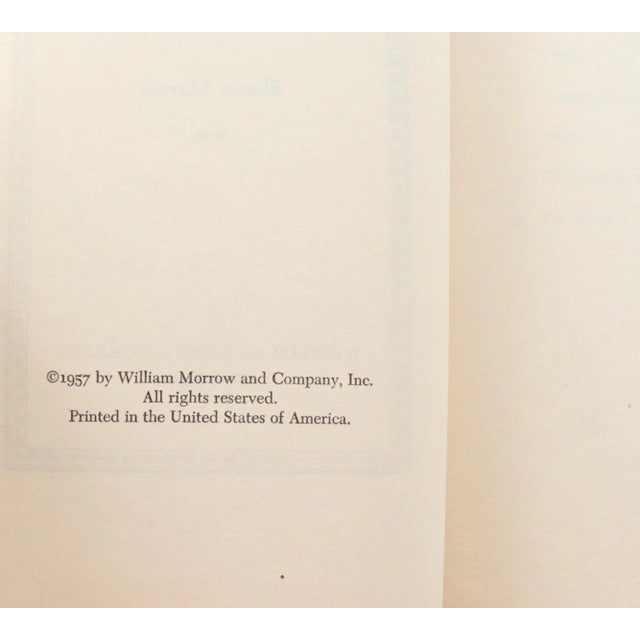 ©1957 by William Morrow and Company, Inc.
All rights reserved.
Printed in the United States of America.